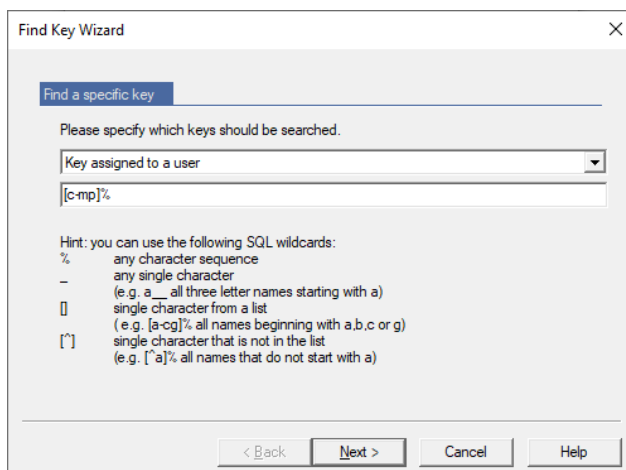 Find Key Wizard
Find a specific key
Please specify which keys should be searched.
Key assigned to a user
[c-mp]%
Hint: you can use the following SQL wildcards:
% any character sequence
_ any single character
(e.g. a__ all three letter names starting with a)
[] single character from a list
( e.g. [a-cg]% all names beginning with a,b,c or g)
[^] single character that is not in the list
(e.g. [^a]% all names that do not start with a)
< Back Next > Cancel Help